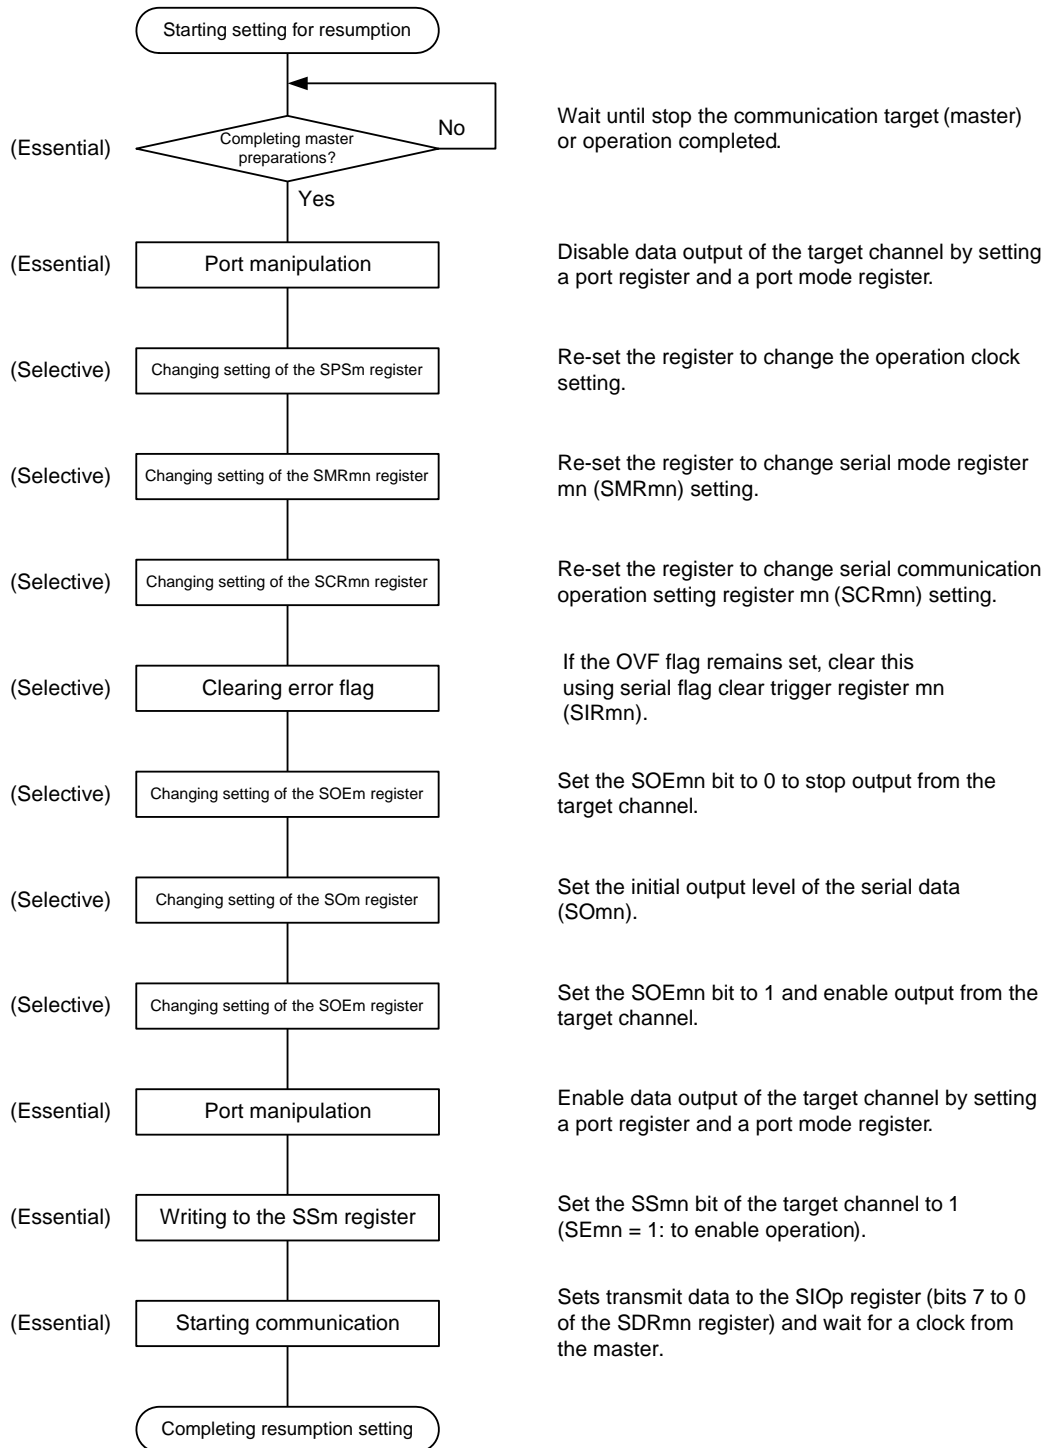 Starting setting for resumption
(Essential)
Completing master
preparations?
No
Yes
Wait until stop the communication target (master)
or operation completed.
(Essential)
Port manipulation
Disable data output of the target channel by setting
a port register and a port mode register.
(Selective)
Changing setting of the SPSm register
Re-set the register to change the operation clock
setting.
(Selective)
Changing setting of the SMRmn register
Re-set the register to change serial mode register
mn (SMRmn) setting.
(Selective)
Changing setting of the SCRmn register
Re-set the register to change serial communication
operation setting register mn (SCRmn) setting.
(Selective)
Clearing error flag
If the OVF flag remains set, clear this
using serial flag clear trigger register mn
(SIRmn).
(Selective)
Changing setting of the SOEm register
Set the SOEmn bit to 0 to stop output from the
target channel.
(Selective)
Changing setting of the SOm register
Set the initial output level of the serial data
(SOmn).
(Selective)
Changing setting of the SOEm register
Set the SOEmn bit to 1 and enable output from the
target channel.
(Essential)
Port manipulation
Enable data output of the target channel by setting
a port register and a port mode register.
(Essential)
Writing to the SSm register
Set the SSmn bit of the target channel to 1
(SEmn = 1: to enable operation).
(Essential)
Starting communication
Sets transmit data to the SIOp register (bits 7 to 0
of the SDRmn register) and wait for a clock from
the master.
Completing resumption setting